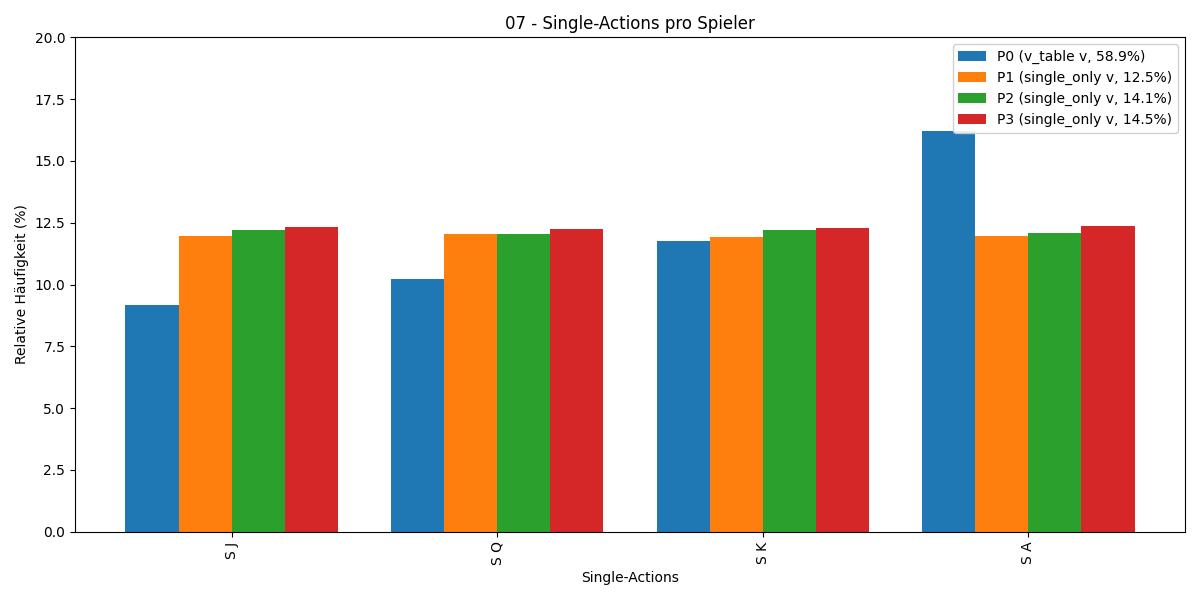 07 - Single-Actions pro Spieler
20.0
17.5
15.0
12.5
10.0
7.5
5.0
2.5
0.0
Relative Häufigkeit (%)
P0 (v_table v, 58.9%)
P1 (single_only v, 12.5%)
P2 (single_only v, 14.1%)
P3 (single_only v, 14.5%)
S J
S Q
S K
S A
Single-Actions